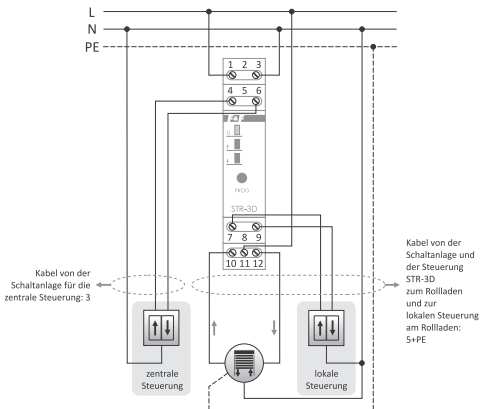 L
N
PE
1 2 3
4 5 6
F&F
U
↑
↓
PROG
STR-3D
7 8 9
10 11 12
Kabel von der
Schaltanlage für die
zentrale Steuerung: 3
Kabel von der
Schaltanlage und
der Steuerung
STR-3D
zum Rollladen
und zur
lokalen Steuerung
am Rollladen:
5+PE
zentrale
Steuerung
lokale
Steuerung